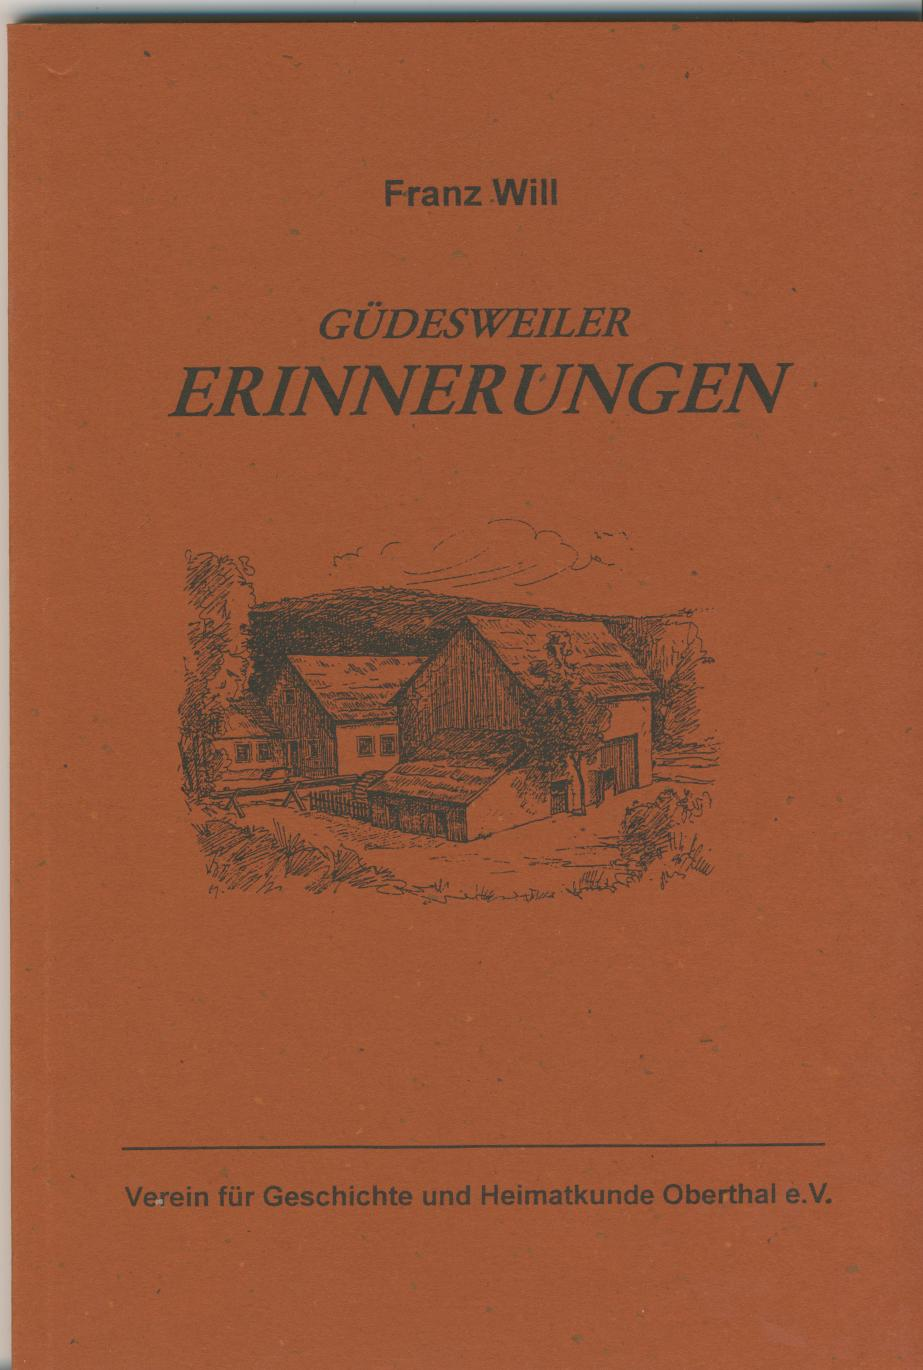 Franz Will
GÜDESWEILER
ERINNERUNGEN
Verein für Geschichte und Heimatkunde Oberthal e.V.